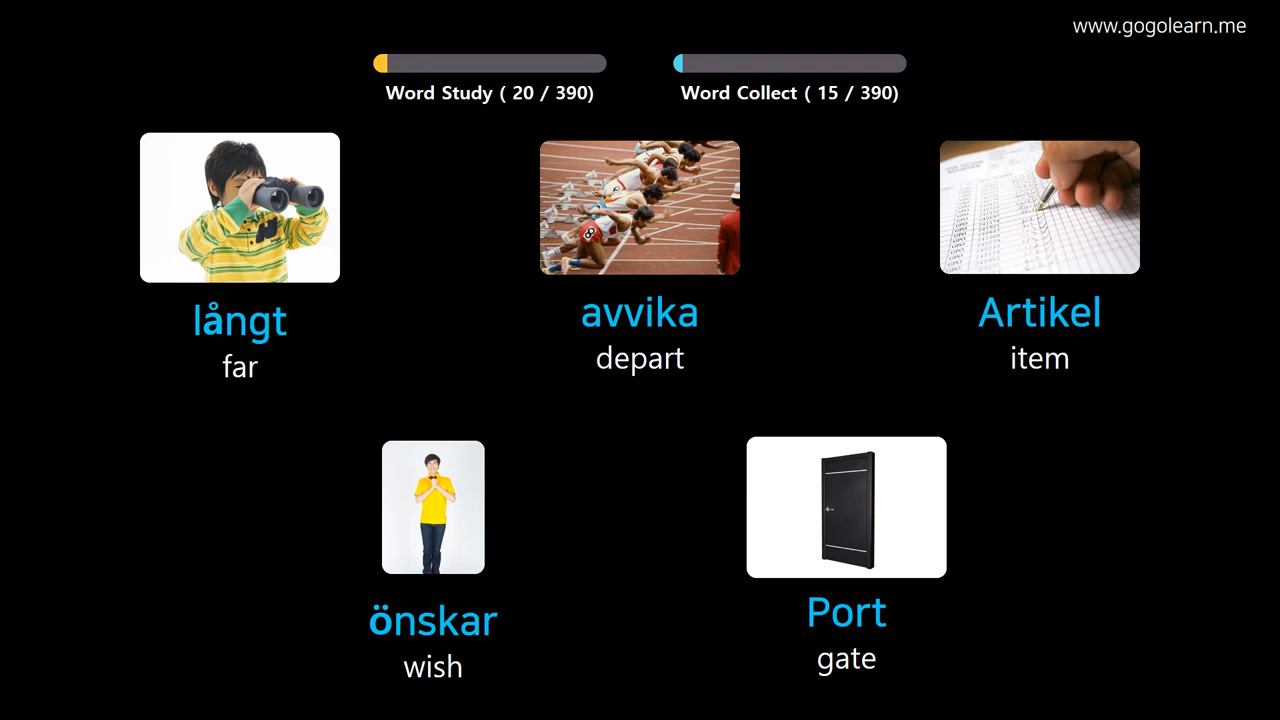 www.gogolearn.me
Word Study ( 20 / 390)
Word Collect ( 15 / 390)
långt
far
avvika
depart
Artikel
item
önskar
wish
Port
gate